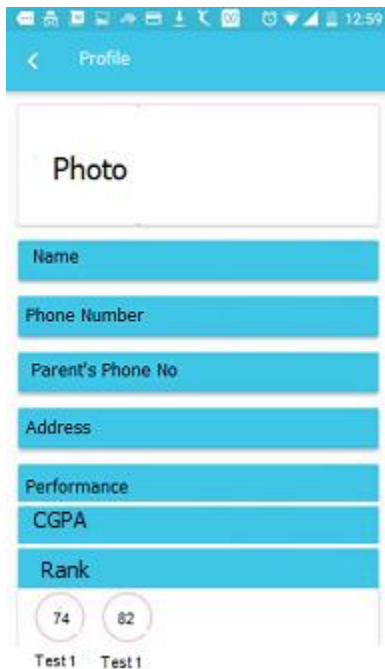 12:59
Profile
Photo
Name
Phone Number
Parent's Phone No
Address
Performance
CGPA
Rank
74 82
Test 1 Test 1